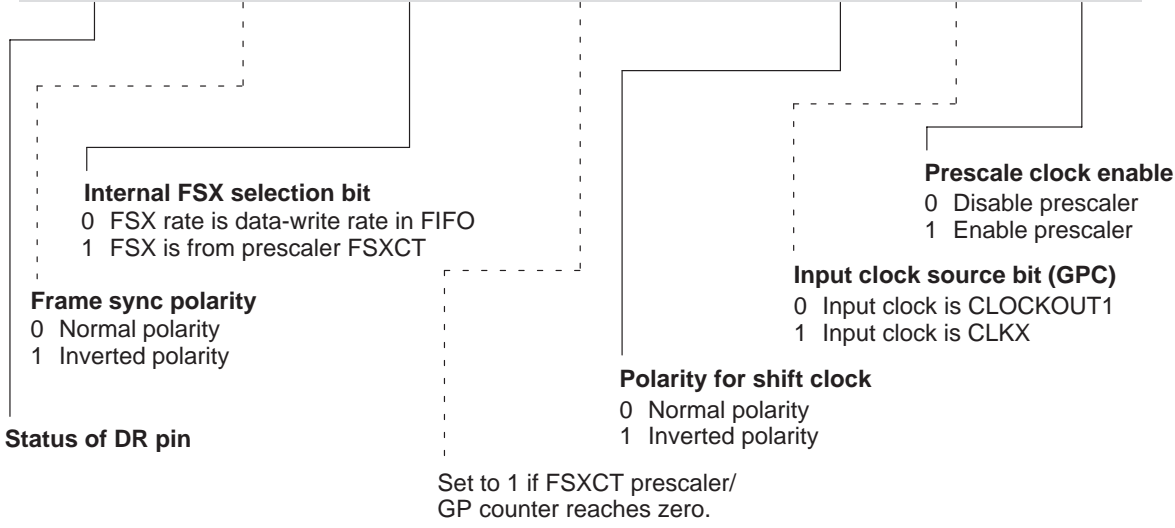 Prescale clock enable
0 Disable prescaler
1 Enable prescaler
Internal FSX selection bit
0 FSX rate is data-write rate in FIFO
1 FSX is from prescaler FSXCT
Input clock source bit (GPC)
0 Input clock is CLOCKOUT1
1 Input clock is CLKX
Frame sync polarity
0 Normal polarity
1 Inverted polarity
Polarity for shift clock
0 Normal polarity
1 Inverted polarity
Status of DR pin
Set to 1 if FSXCT prescaler/
GP counter reaches zero.